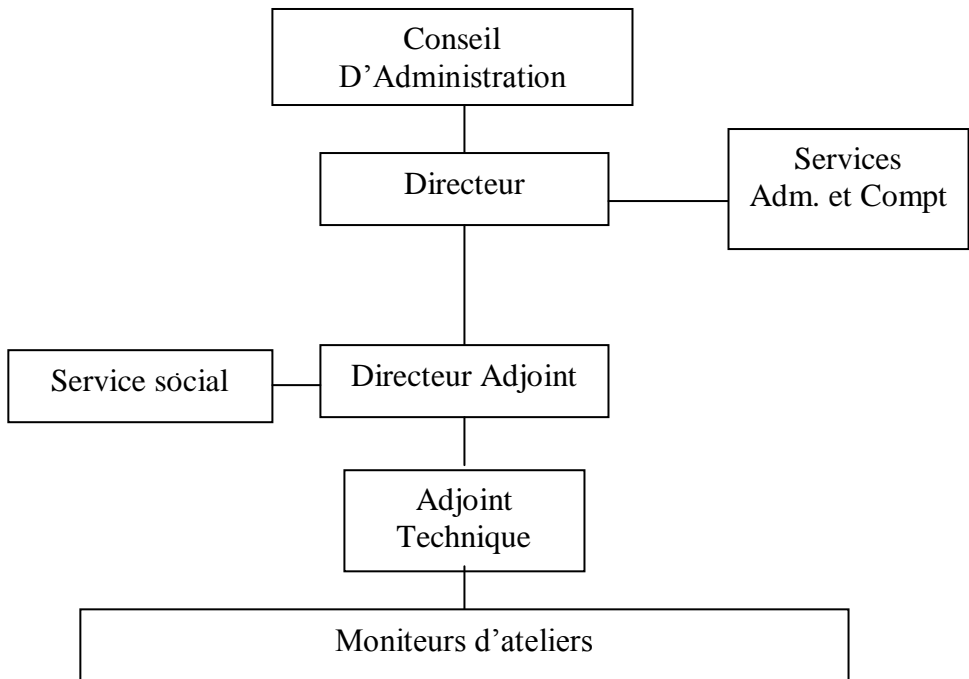 Conseil
D’Administration
Directeur
Services
Adm. et Compt
Service social
Directeur Adjoint
Adjoint
Technique
Moniteurs d’ateliers